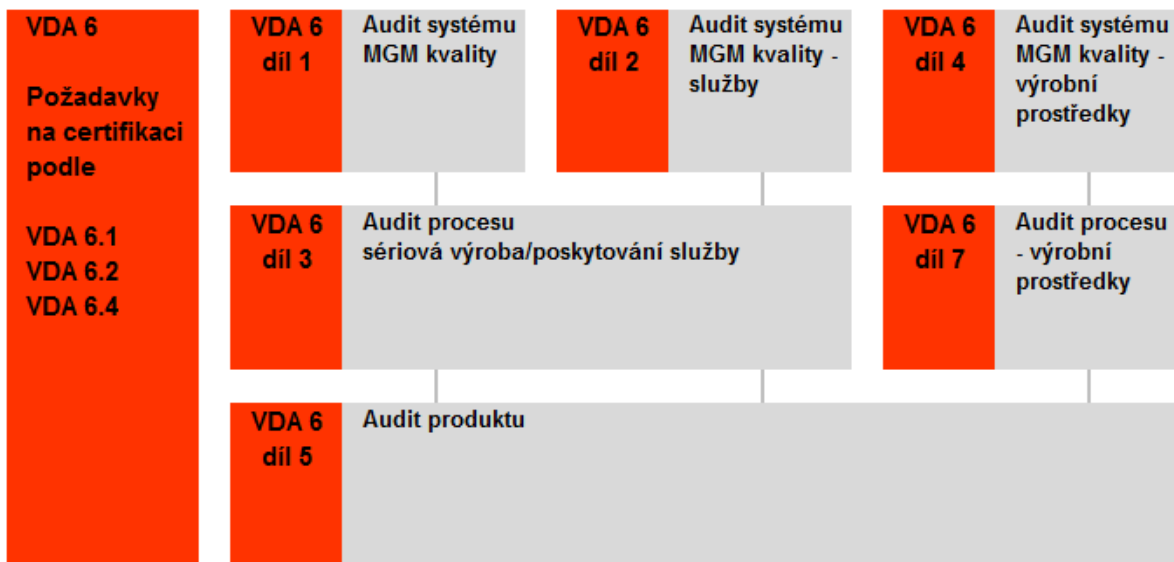 VDA 6
Požadavky
na certifikaci
podle
VDA 6.1
VDA 6.2
VDA 6.4
VDA 6
díl 1
Audit systému
MGM kvality
VDA 6
díl 2
Audit systému
MGM kvality -
služby
VDA 6
díl 4
Audit systému
MGM kvality -
výrobní
prostředky
VDA 6
díl 3
Audit procesu
sériová výroba/poskytování služby
VDA 6
díl 7
Audit procesu
- výrobní
prostředky
VDA 6
díl 5
Audit produktu